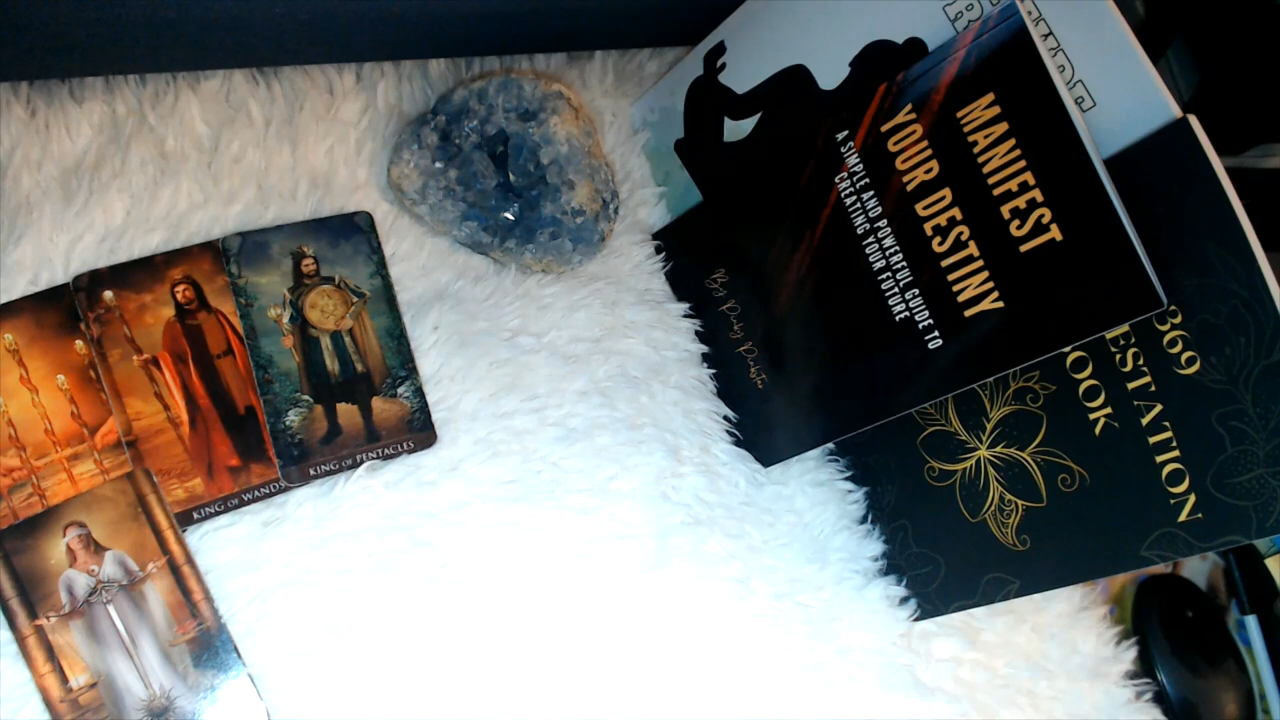 KING OF WANDS
KING OF PENTACLES
MANIFEST
YOUR DESTINY
A SIMPLE AND POWERFUL GUIDE TO
CREATING YOUR FUTURE
369
ESTATION
OOK